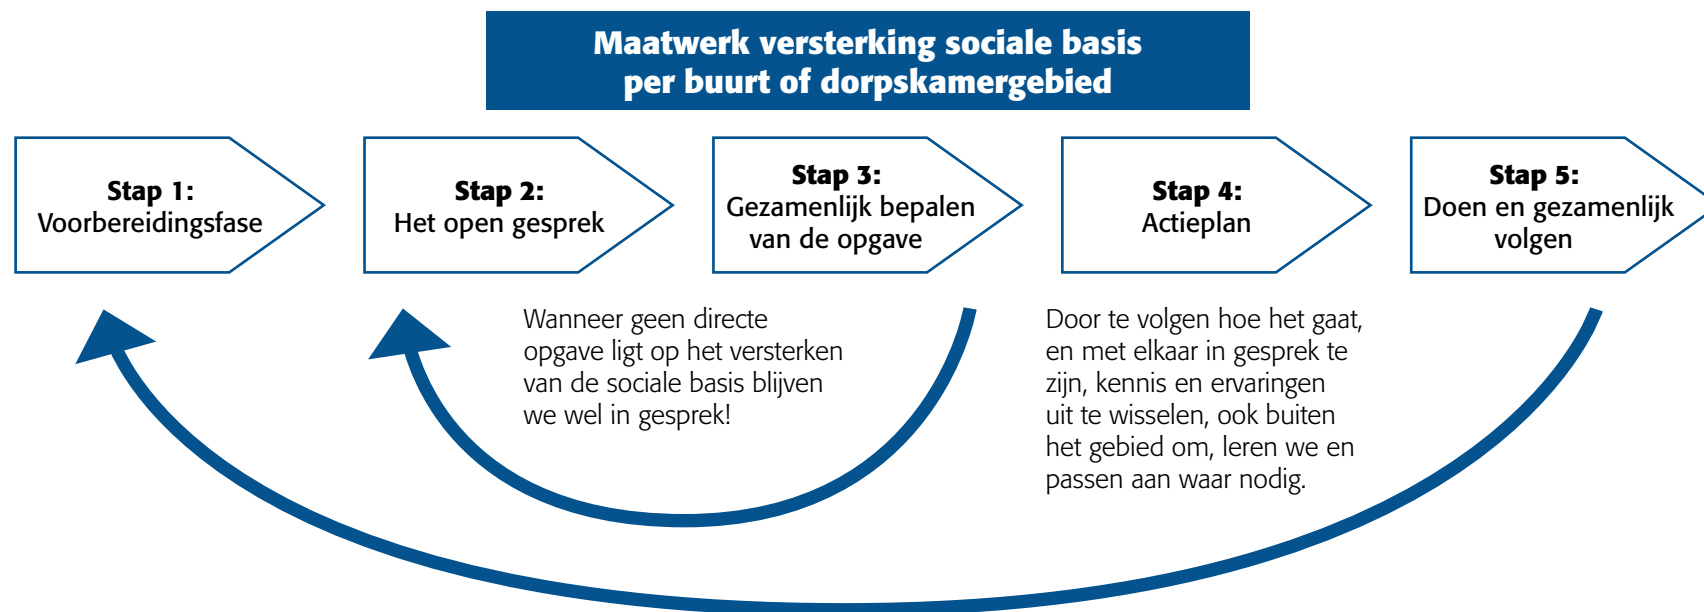 Maatwerk versterking sociale basis
per buurt of dorpskamergebied
Stap 1:
Voorbereidingsfase
Stap 2:
Het open gesprek
Stap 3:
Gezamenlijk bepalen
van de opgave
Stap 4:
Actieplan
Stap 5:
Doen en gezamenlijk
volgen
Wanneer geen directe
opgave ligt op het versterken
van de sociale basis blijven
we wel in gesprek!
Door te volgen hoe het gaat,
en met elkaar in gesprek te
zijn, kennis en ervaringen
uit te wisselen, ook buiten
het gebied om, leren we en
passen aan waar nodig.